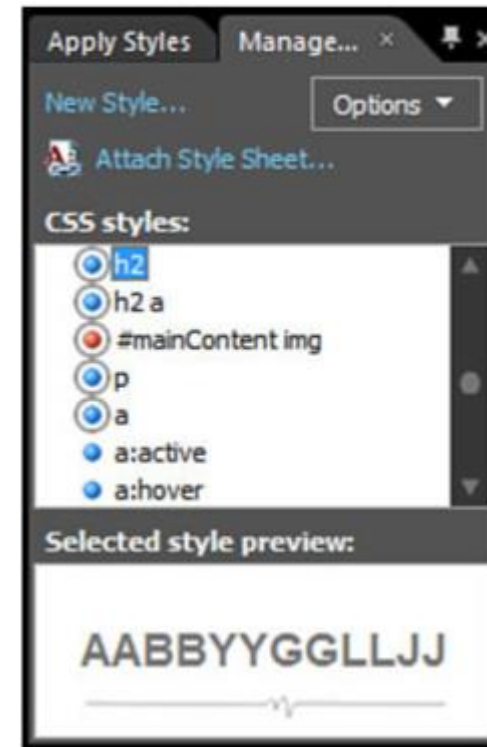 Apply Styles Manage... ×
New Style... Options
Attach Style Sheet...
CSS styles:
h2
h2 a
#mainContent img
p
a
a:active
a:hover
Selected style preview:
AABBYYGGLLJJ